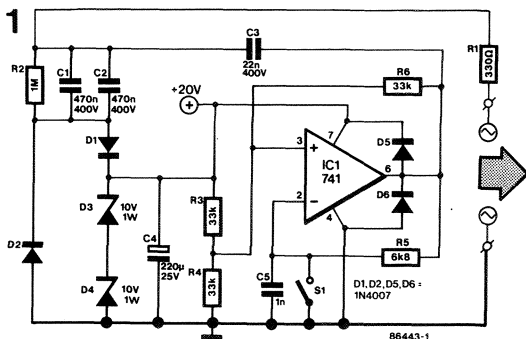 1
C3
22n
400V
R1
330Ω
R2
1M
C1
470n
400V
C2
470n
400V
R6
33k
+20V
D1
7
3
+
IC1
741
6
2
−
4
D5
D6
R3
33k
D3
10V
1W
D2
C4
220µ
25V
R4
33k
R5
6k8
D4
10V
1W
C5
1n
S1
D1,D2,D5,D6 =
1N4007
86443-1